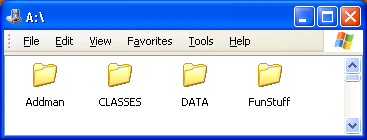 A:\
File Edit View Favorites Tools Help
Addman CLASSES DATA FunStuff